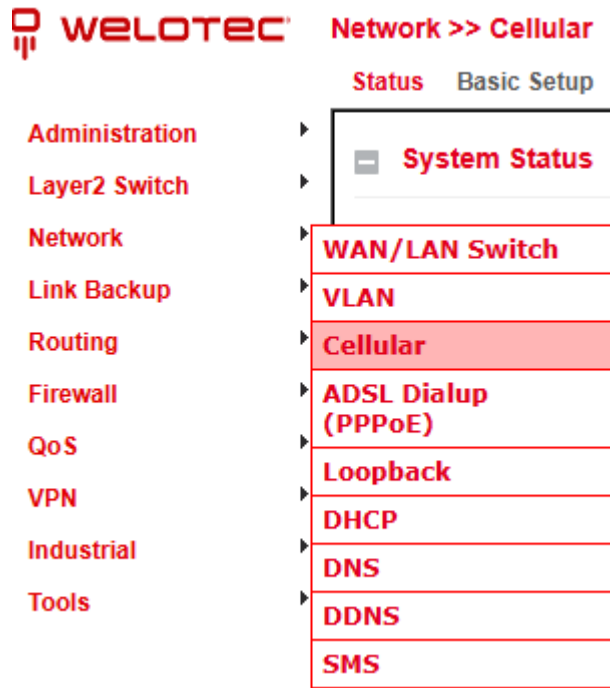 WELOTEC
Network >> Cellular
Status Basic Setup
System Status
Administration
Layer2 Switch
Network
Link Backup
Routing
Firewall
QoS
VPN
Industrial
Tools
WAN/LAN Switch
VLAN
Cellular
ADSL Dialup
(PPPoE)
Loopback
DHCP
DNS
DDNS
SMS